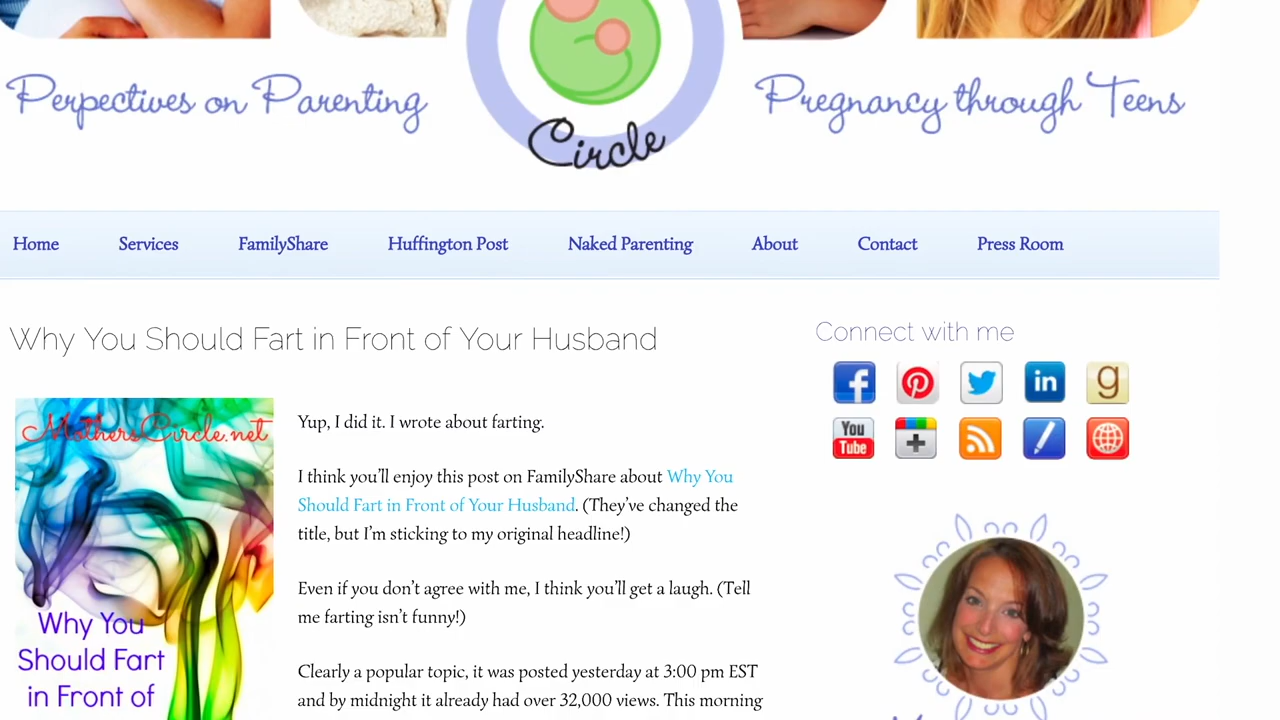 Perpectives on Parenting
Circle
Pregnancy through Teens
Home Services FamilyShare Huffington Post Naked Parenting About Contact Press Room
Why You Should Fart in Front of Your Husband
MothersCircle.net
Why You
Should Fart
in Front of
Yup, I did it. I wrote about farting.
I think you'll enjoy this post on FamilyShare about Why You
Should Fart in Front of Your Husband. (They've changed the
title, but I'm sticking to my original headline!)
Even if you don't agree with me, I think you'll get a laugh. (Tell
me farting isn't funny!)
Clearly a popular topic, it was posted yesterday at 3:00 pm EST
and by midnight it already had over 32,000 views. This morning
Connect with me
f
in
g
You
Tube
+